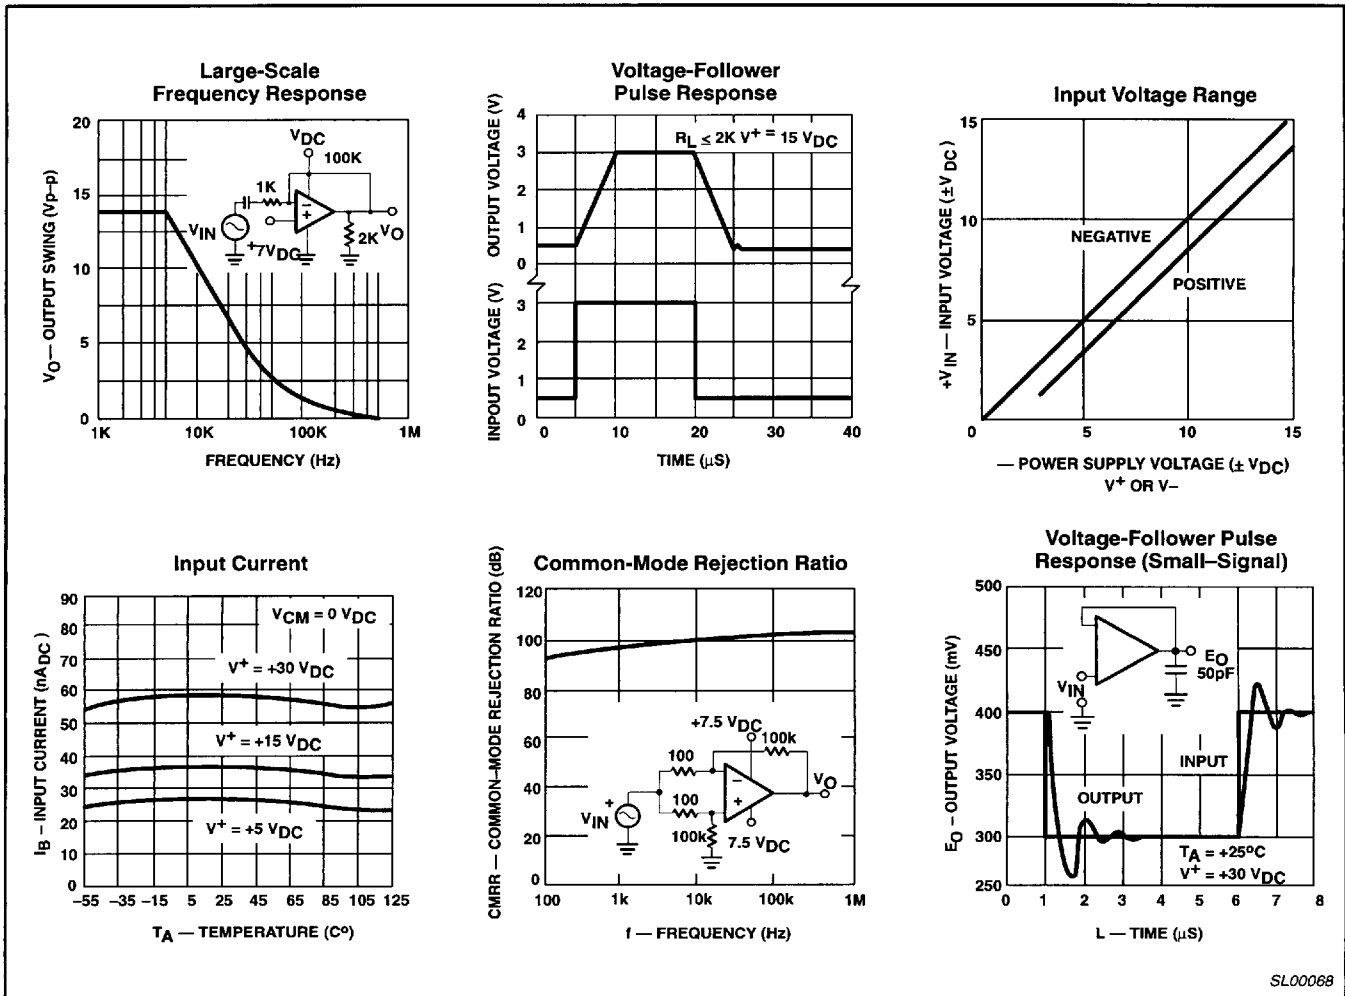 Large-Scale
Frequency Response
VO — OUTPUT SWING (Vp–p)
20
15
10
5
0
1K 10K 100K 1M
FREQUENCY (Hz)
VDC
100K
1K
VIN
+7VDC
2K
VO
Voltage-Follower
Pulse Response
OUTPUT VOLTAGE (V)
4
3
2
1
0
RL ≤ 2K V+ = 15 VDC
INPOUT VOLTAGE (V)
3
2
1
0
0 10 20 30 40
TIME (µS)
Input Voltage Range
+VIN — INPUT VOLTAGE (± VDC)
15
10
5
0 5 10 15
NEGATIVE
POSITIVE
— POWER SUPPLY VOLTAGE (± VDC)
V+ OR V–
Input Current
IB – INPUT CURRENT (nADC)
90
80
70
60
50
40
30
20
10
0
VCM = 0 VDC
V+ = +30 VDC
V+ = +15 VDC
V+ = +5 VDC
–55 –35 –15 5 25 45 65 85 105 125
TA — TEMPERATURE (C°)
Common-Mode Rejection Ratio
CMRR — COMMON–MODE REJECTION RATIO (dB)
120
100
80
60
40
20
0
+7.5 VDC
100k
100
–
VO
100
+
+
VIN
100k
7.5 VDC
100 1k 10k 100k 1M
f — FREQUENCY (Hz)
Voltage-Follower Pulse
Response (Small–Signal)
EO – OUTPUT VOLTAGE (mV)
500
450
400
350
300
250
EO
50pF
VIN
INPUT
OUTPUT
TA = +25°C
V+ = +30 VDC
0 1 2 3 4 5 6 7 8
L — TIME (µS)
SL00068